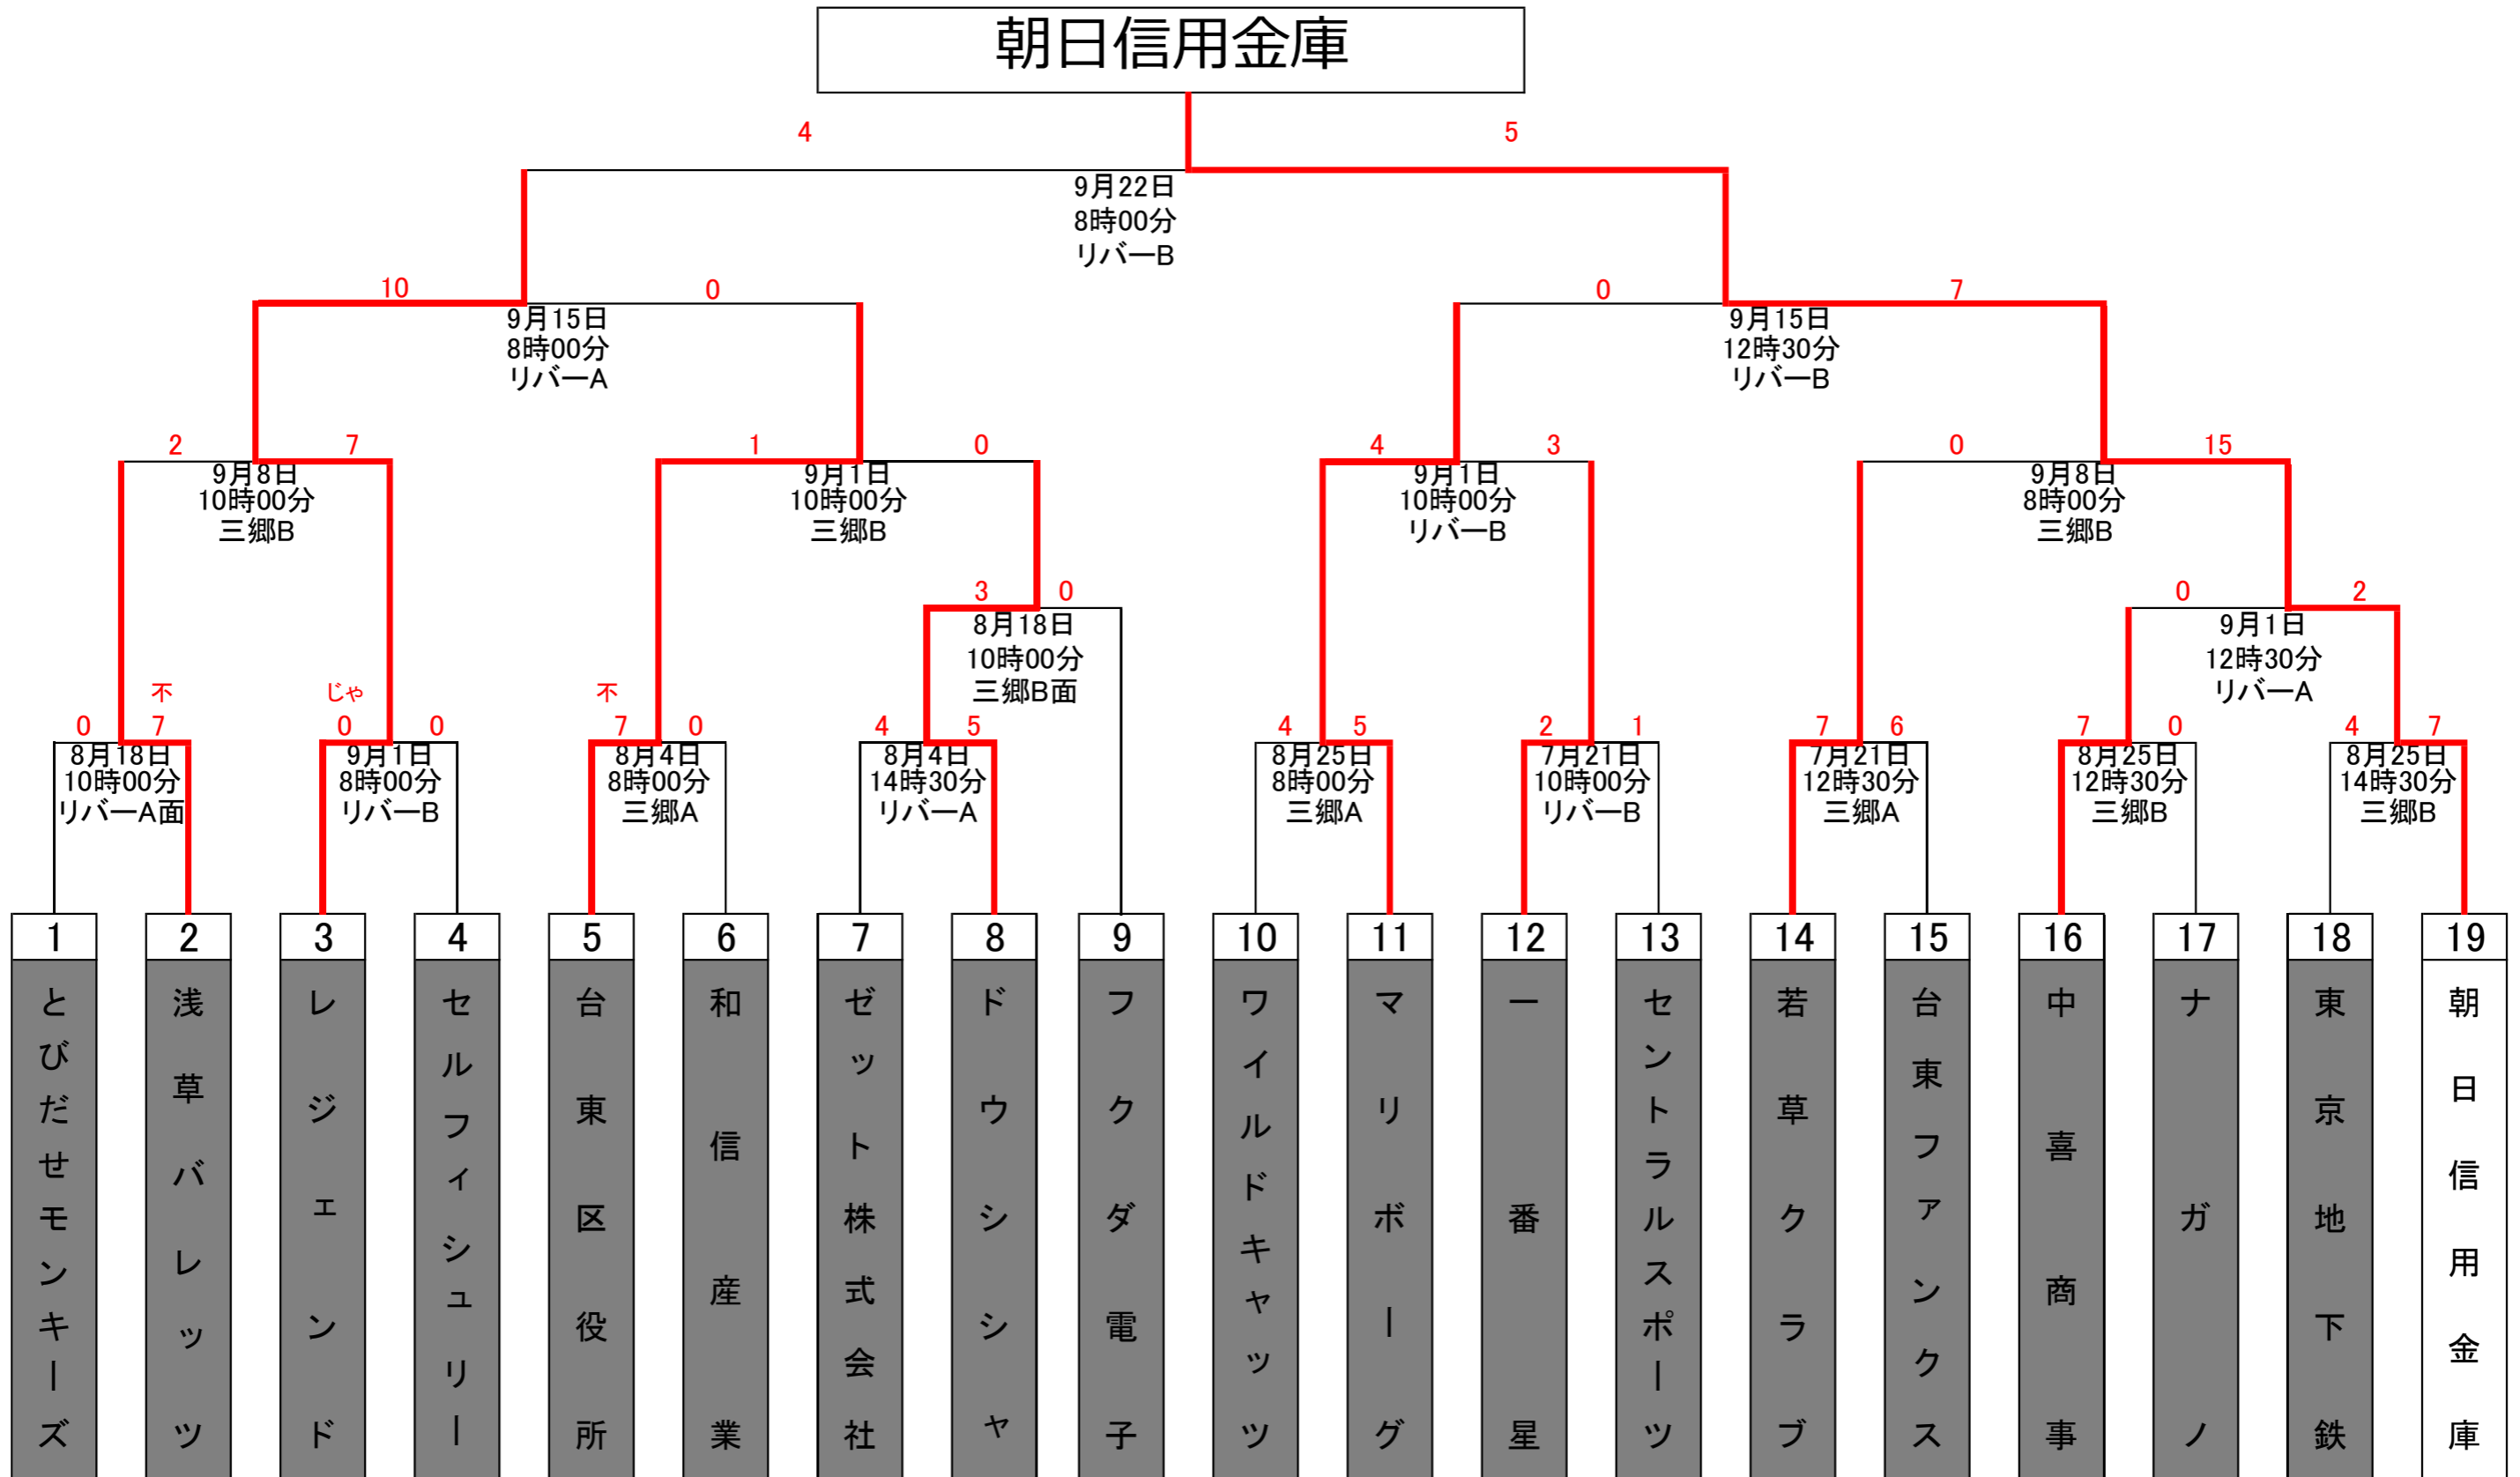 朝日信用金庫
4
5
9月22日
8時00分
リバーB
10
0
0
7
9月15日
8時00分
リバーA
9月15日
12時30分
リバーB
2
7
1
0
4
3
0
15
9月8日
10時00分
三郷B
9月1日
10時00分
三郷B
9月1日
10時00分
リバーB
9月8日
8時00分
三郷B
3
0
0
2
8月18日
10時00分
三郷B面
9月1日
12時30分
リバーA
不
じゃ
不
0
7
0
0
7
0
4
5
4
5
2
1
7
6
7
0
4
7
8月18日
10時00分
リバーA面
9月1日
8時00分
リバーB
8月4日
8時00分
三郷A
8月4日
14時30分
リバーA
8月25日
8時00分
三郷A
7月21日
10時00分
リバーB
7月21日
12時30分
三郷A
8月25日
12時30分
三郷B
8月25日
14時30分
三郷B
1
とびだせモンキーズ
2
浅草バレッツ
3
レジェンド
4
セルフィシュリー
5
台東区役所
6
和信産業
7
ゼット株式会社
8
ドウシシャ
9
フクダ電子
10
ワイルドキャッツ
11
マリボーグ
12
一番星
13
セントラルスポーツ
14
若草クラブ
15
台東ファンクス
16
中喜商事
17
ナガノ
18
東京地下鉄
19
朝日信用金庫